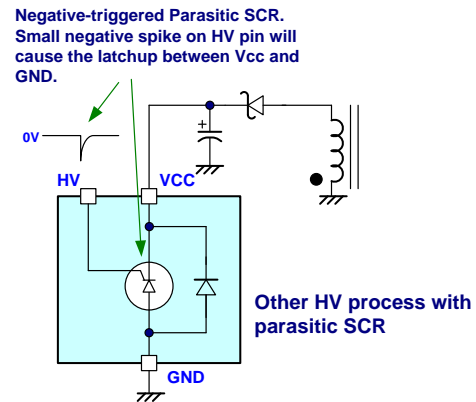 Negative-triggered Parasitic SCR.
Small negative spike on HV pin will
cause the latchup between Vcc and
GND.
+
0V
HV
VCC
Other HV process with
parasitic SCR
GND